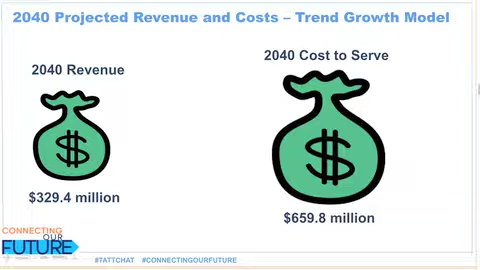 2040 Projected Revenue and Costs – Trend Growth Model
2040 Revenue
2040 Cost to Serve
$
$
$329.4 million
$659.8 million
CONNECTING
OUR
FUTURE
#TATTCHAT #CONNECTINGOURFUTURE